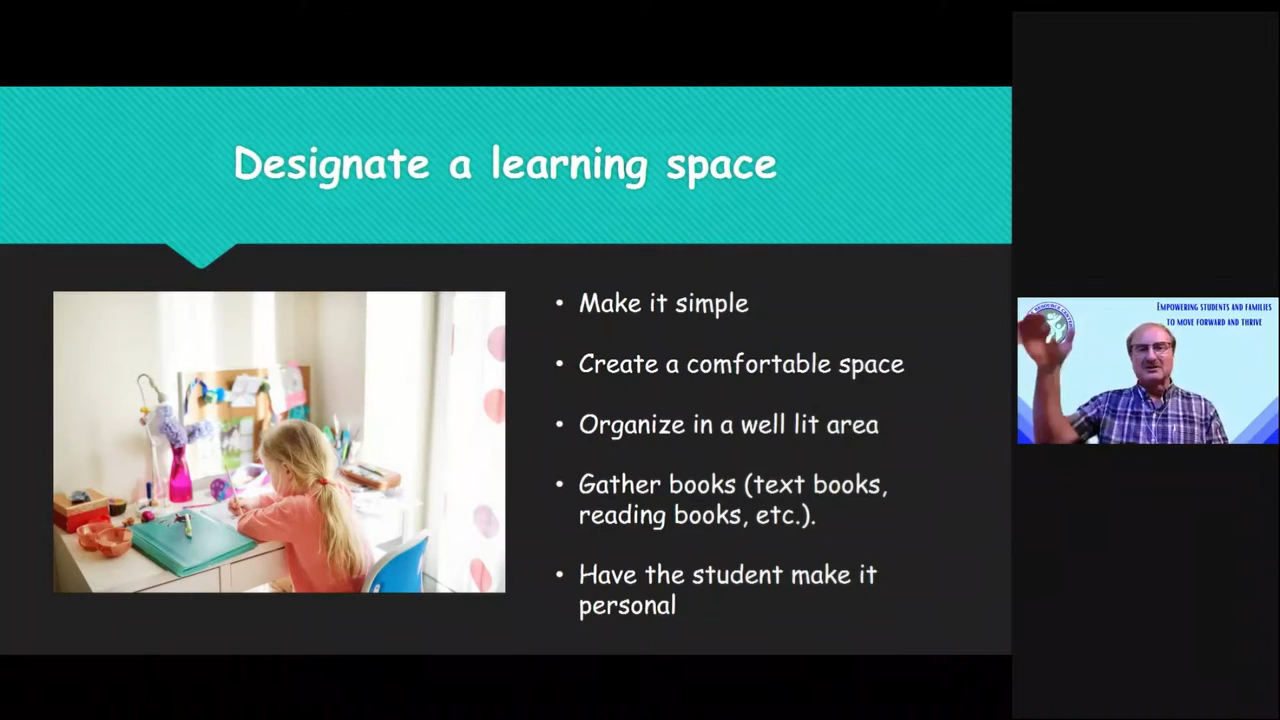 Designate a learning space
• Make it simple
• Create a comfortable space
• Organize in a well lit area
• Gather books (text books,
reading books, etc.).
• Have the student make it
personal
EMPOWERING STUDENTS AND FAMILIES
TO MOVE FORWARD AND THRIVE